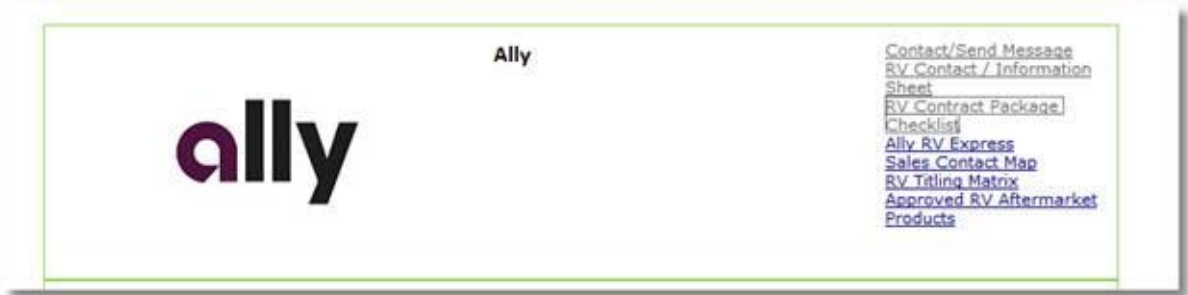 Ally
ally
Contact/Send Message
RV Contact / Information
Sheet
RV Contract Package
Checklist
Ally RV Express
Sales Contact Map
RV Titling Matrix
Approved RV Aftermarket
Products